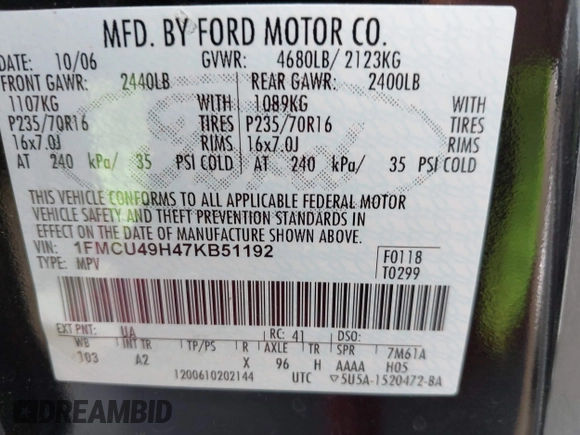 MFD. BY FORD MOTOR CO.
DATE: 10/06 GVWR: 4680LB/ 2123KG
FRONT GAWR: 2440LB REAR GAWR: 2400LB
1107KG WITH 1089KG WITH
P235/70R16 TIRES P235/70R16 TIRES
16x7.0J RIMS 16x7.0J RIMS
AT 240 kPa/ 35 PSI COLD AT 240 kPa/ 35 PSI COLD
THIS VEHICLE CONFORMS TO ALL APPLICABLE FEDERAL MOTOR
VEHICLE SAFETY AND THEFT PREVENTION STANDARDS IN
EFFECT ON THE DATE OF MANUFACTURE SHOWN ABOVE.
VIN: 1FMCU49H47KB51192 F0118
TYPE: MPV T0299
EXT PNT: UA RC: 41 DSO:
WB INT TR TP/PS R AXLE TR SPR 7M61A
103 A2 X 96 H AAAA H05
1200610202144 UTC ▽5U5A-1520472-BA
DREAMBID